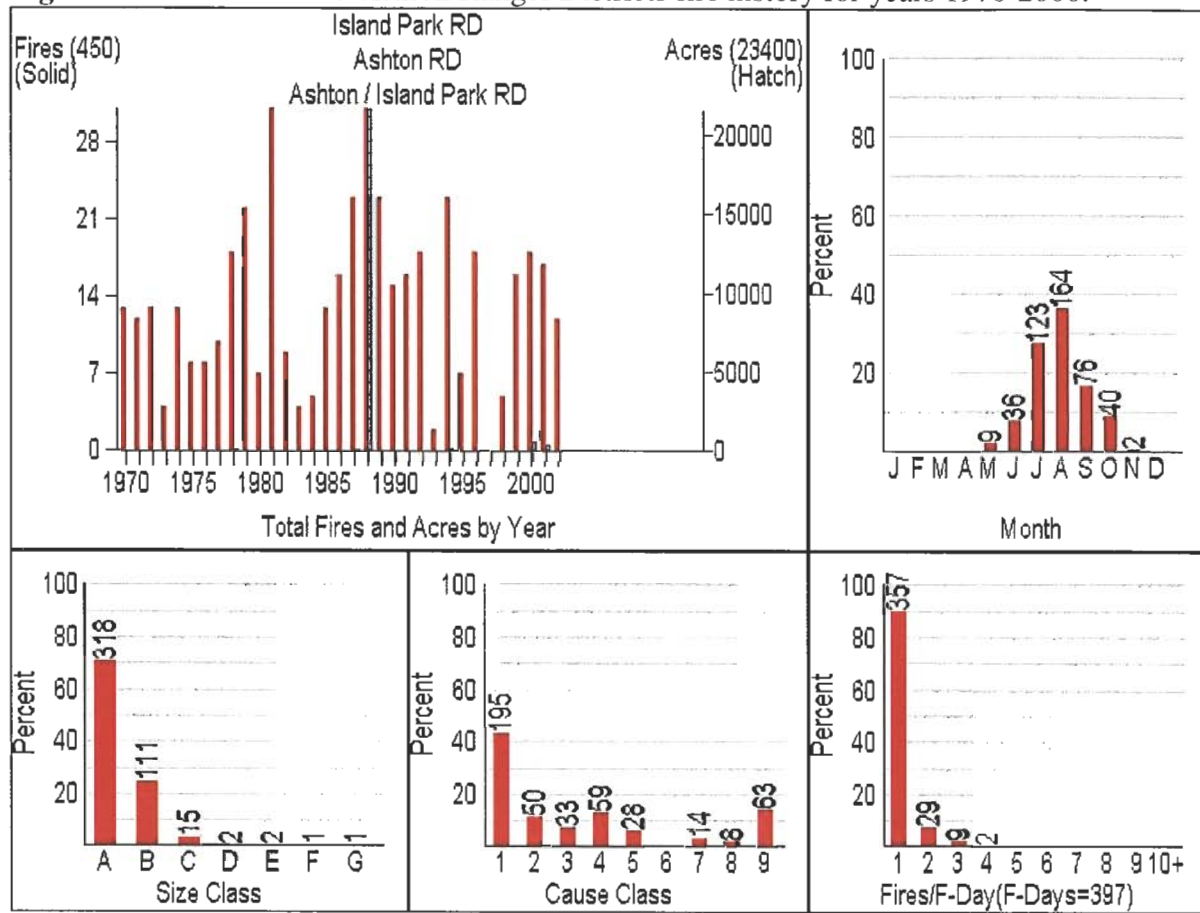 history for years 1970-2000.
Island Park RD
Fires (450)
(Solid)
Ashton RD
Acres (23400)
(Hatch)
Ashton / Island Park RD
28
21
14
7
0
20000
15000
10000
5000
0
1970 1975 1980 1985 1990 1995 2000
Total Fires and Acres by Year
100
80
60
40
20
Percent
9 36 123 164 76 40 2
J F M A M J J A S O N D
Month
100
80
60
40
20
Percent
318 111 15 2 2 1 1
A B C D E F G
Size Class
100
80
60
40
20
Percent
195 50 33 59 28 14 8 63
1 2 3 4 5 6 7 8 9
Cause Class
100
80
60
40
20
Percent
357 29 9 2
1 2 3 4 5 6 7 8 9 10+
Fires/F-Day(F-Days=397)